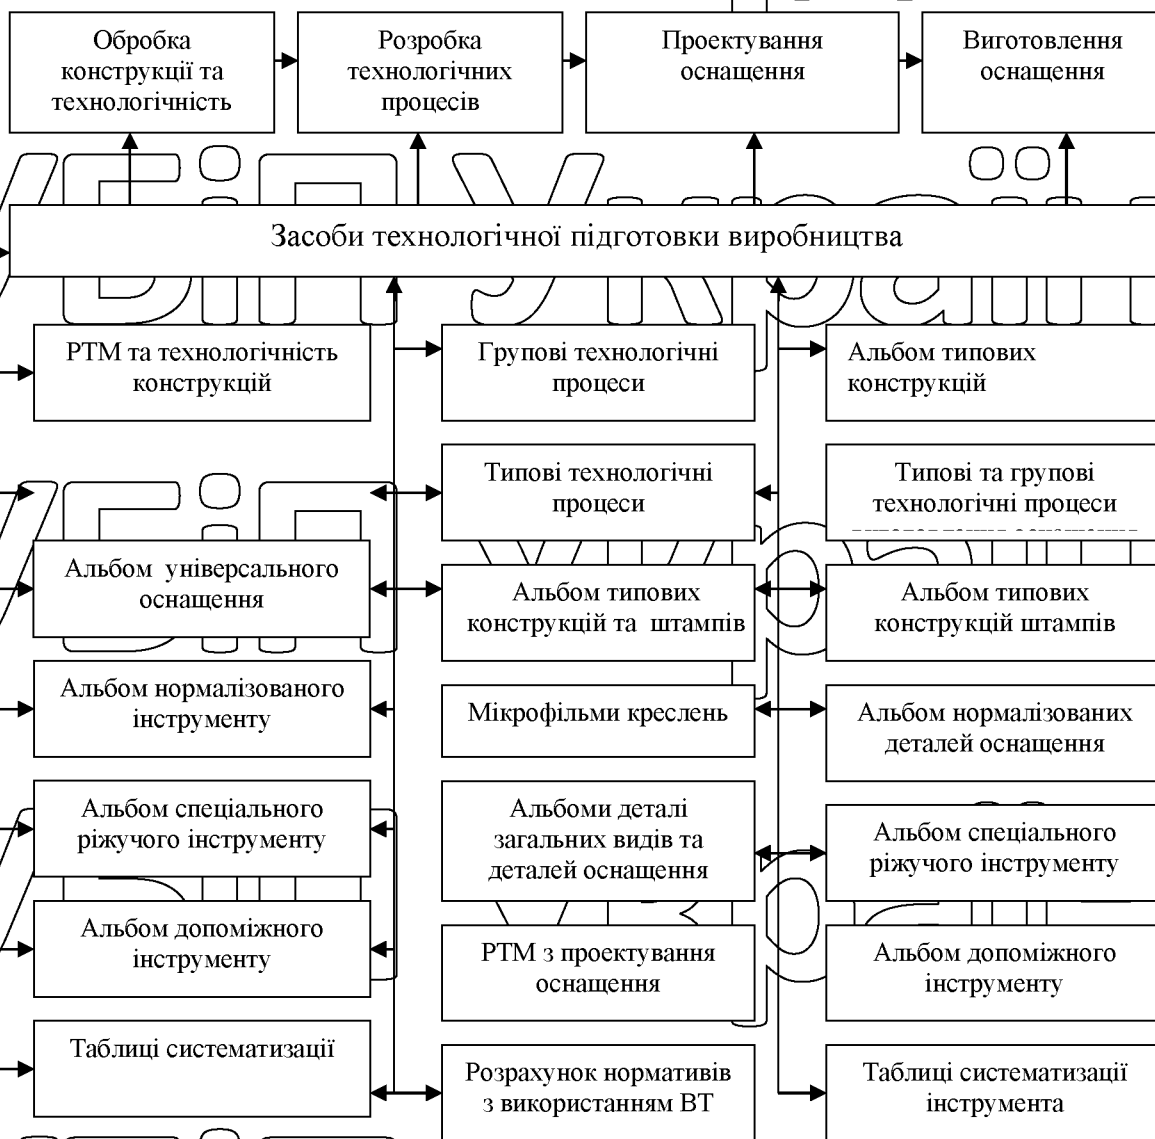 Обробка
конструкції та
технологічність
Розробка
технологічних
процесів
Проектування
оснащення
Виготовлення
оснащення
Засоби технологічної підготовки виробництва
РТМ та технологічність
конструкцій
Альбом універсального
оснащення
Альбом нормалізованого
інструменту
Альбом спеціального
ріжучого інструменту
Альбом допоміжного
інструменту
Таблиці систематизації
Групові технологічні
процеси
Типові технологічні
процеси
Альбом типових
конструкцій та штампів
Мікрофільми креслень
Альбоми деталі
загальних видів та
деталей оснащення
РТМ з проектування
оснащення
Розрахунок нормативів
з використанням ВТ
Альбом типових
конструкцій
Типові та групові
технологічні процеси
Альбом типових
конструкцій штампів
Альбом нормалізованих
деталей оснащення
Альбом спеціального
ріжучого інструменту
Альбом допоміжного
інструменту
Таблиці систематизації
інструмента